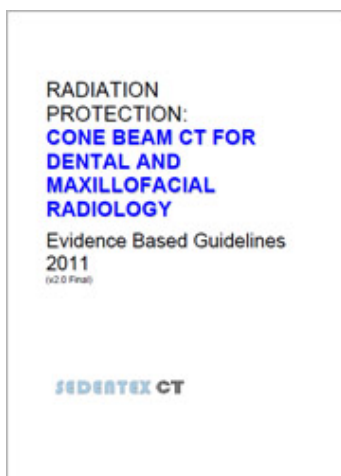 RADIATION
PROTECTION:
CONE BEAM CT FOR
DENTAL AND
MAXILLOFACIAL
RADIOLOGY
Evidence Based Guidelines
2011
(v2.0 Final)
SEDENTEX CT